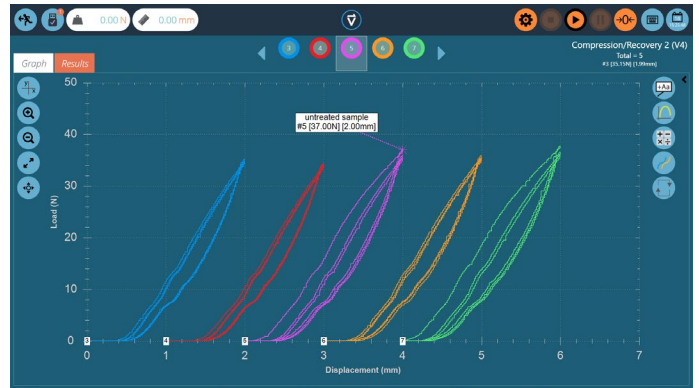 0.00 N
0.00 mm
3 4 5 6 7
Compression/Recovery 2 (V4)
Total = 5
#3 [35.15N] [1.99mm]
Graph
Results
untreated sample
#5 [37.00N] [2.00mm]
+Aa
y
x
50
40
30
20
10
0
Load (N)
3 4 5 6 7
0 1 2 3 4 5 6 7
Displacement (mm)